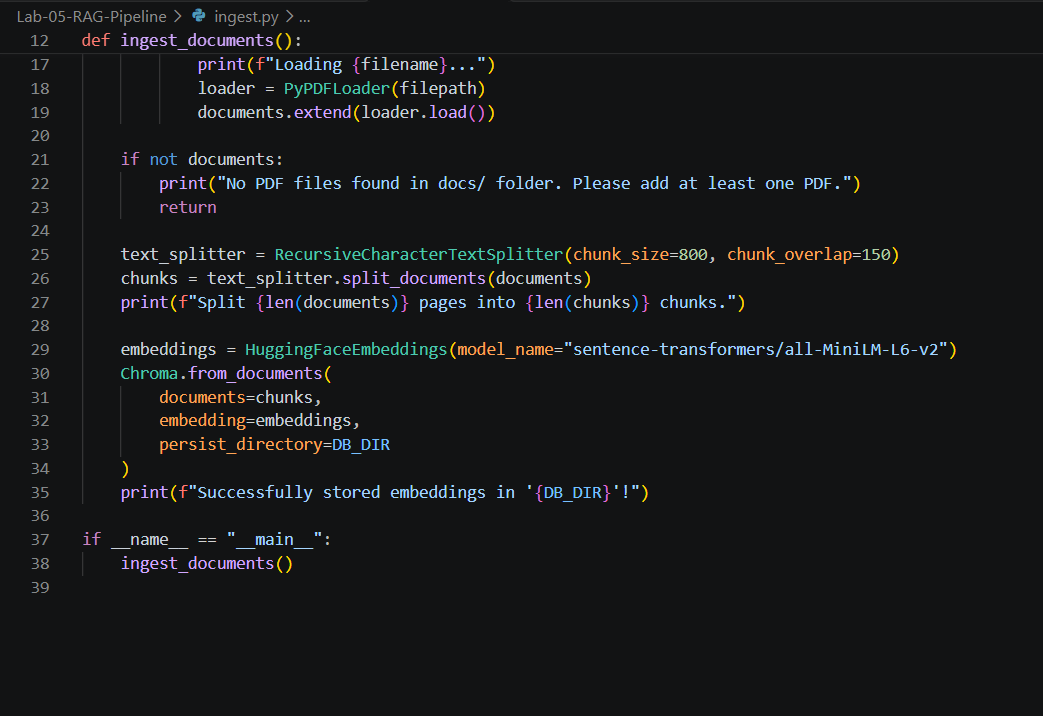 Lab-05-RAG-Pipeline > ingest.py > ...
12 def ingest_documents():
17 print(f"Loading {filename}...")
18 loader = PyPDFLoader(filepath)
19 documents.extend(loader.load())
20
21 if not documents:
22 print("No PDF files found in docs/ folder. Please add at least one PDF.")
23 return
24
25 text_splitter = RecursiveCharacterTextSplitter(chunk_size=800, chunk_overlap=150)
26 chunks = text_splitter.split_documents(documents)
27 print(f"Split {len(documents)} pages into {len(chunks)} chunks.")
28
29 embeddings = HuggingFaceEmbeddings(model_name="sentence-transformers/all-MiniLM-L6-v2")
30 Chroma.from_documents(
31 documents=chunks,
32 embedding=embeddings,
33 persist_directory=DB_DIR
34 )
35 print(f"Successfully stored embeddings in '{DB_DIR}'!")
36
37 if __name__ == "__main__":
38 ingest_documents()
39